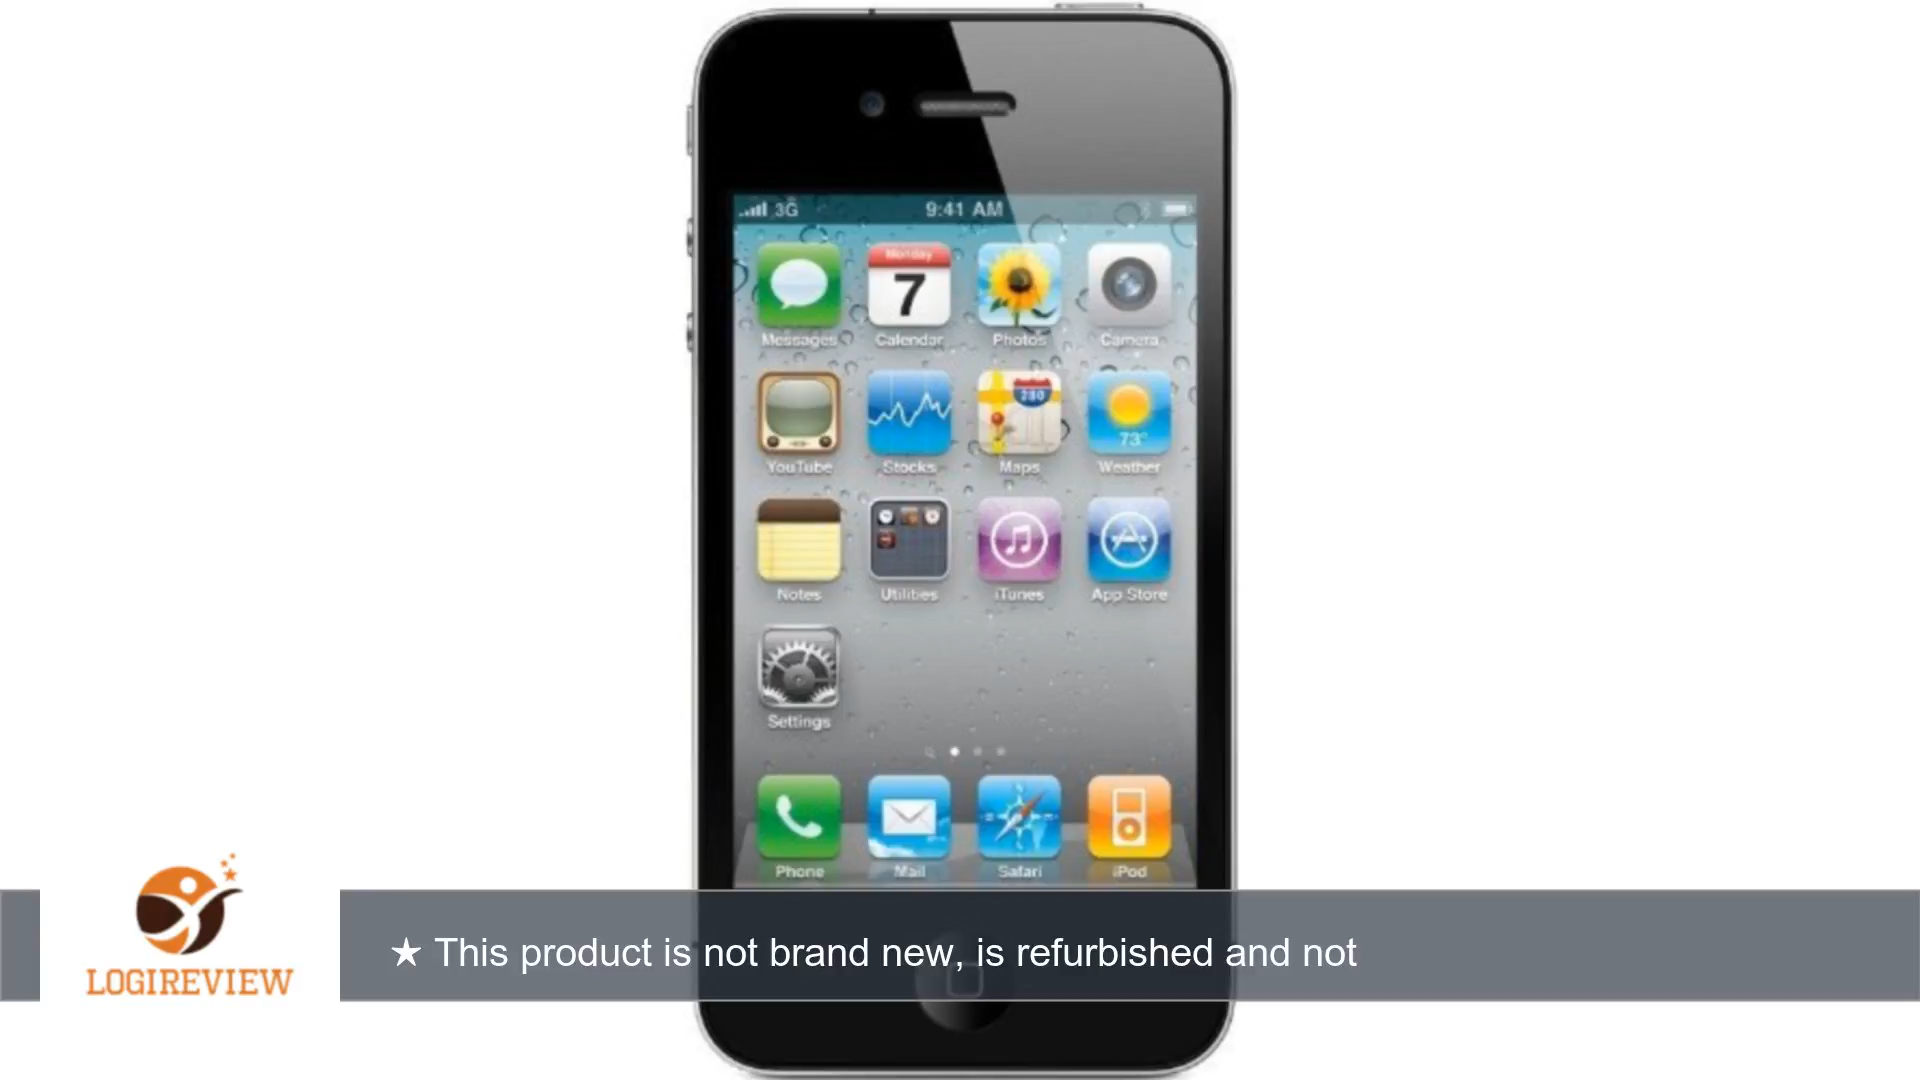 3G 9:41 AM
Monday
7
Messages Calendar Photos Camera
280
73°
YouTube Stocks Maps Weather
Notes Utilities iTunes App Store
Settings
Phone Mail Safari iPod
★ This product is not brand new, is refurbished and not
LOGIREVIEW